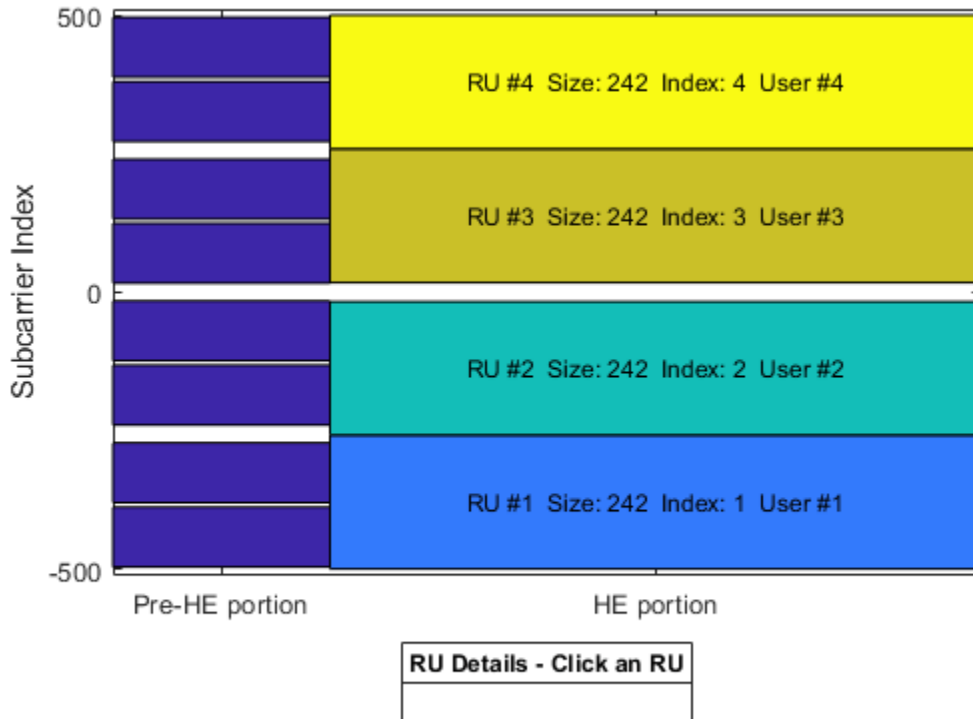 500
RU #4 Size: 242 Index: 4 User #4
RU #3 Size: 242 Index: 3 User #3
Subcarrier Index
0
RU #2 Size: 242 Index: 2 User #2
RU #1 Size: 242 Index: 1 User #1
-500
Pre-HE portion HE portion
RU Details - Click an RU